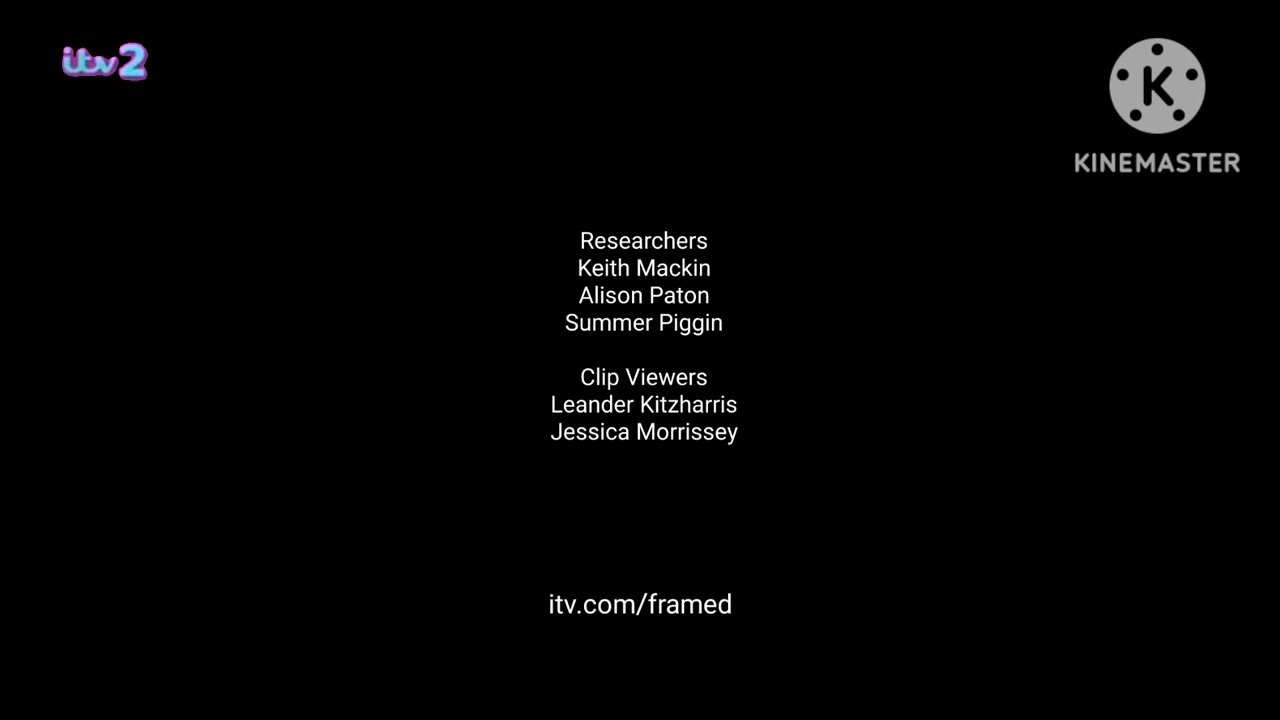 itv2
K
KINEMASTER
Researchers
Keith Mackin
Alison Paton
Summer Piggin
Clip Viewers
Leander Kitzharris
Jessica Morrissey
itv.com/framed